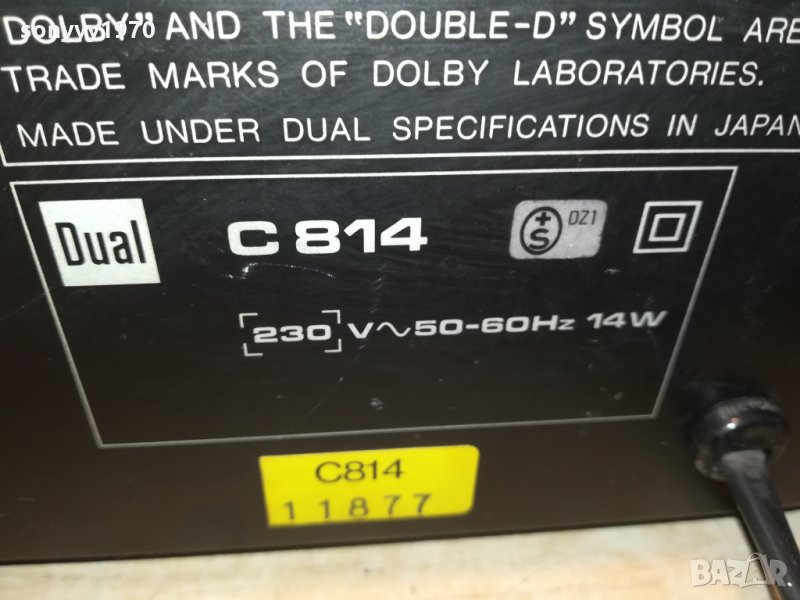 DOLBY" AND THE "DOUBLE-D" SYMBOL ARE
TRADE MARKS OF DOLBY LABORATORIES.
MADE UNDER DUAL SPECIFICATIONS IN JAPAN
Dual C 814 +S DZ1
[230] V~50-60Hz 14W
C814
11877
sonyw1970
BAZAR